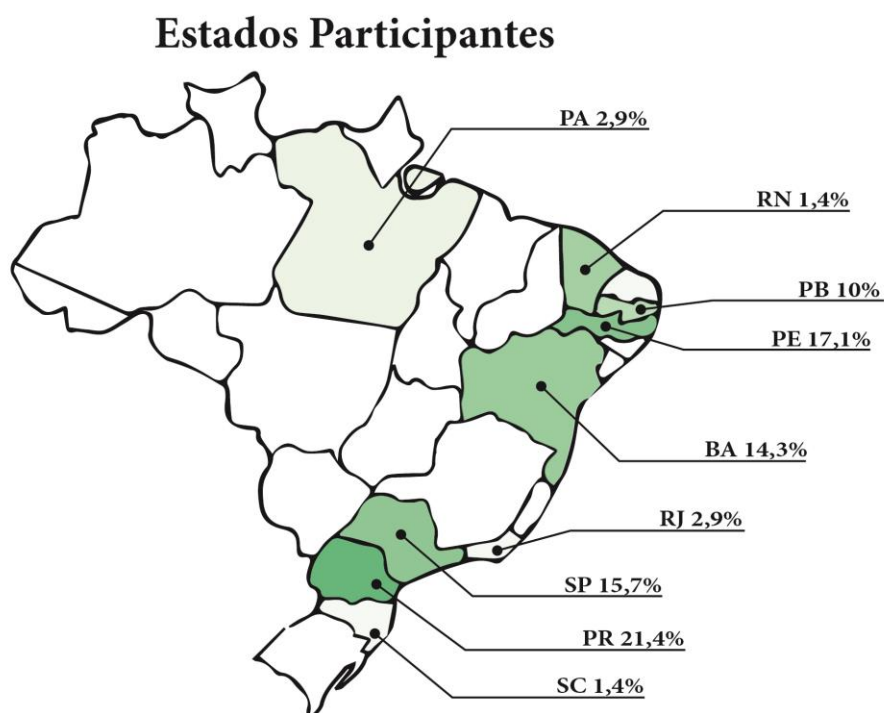 Estados Participantes
PA 2,9%
RN 1,4%
PB 10%
PE 17,1%
BA 14,3%
RJ 2,9%
SP 15,7%
PR 21,4%
SC 1,4%